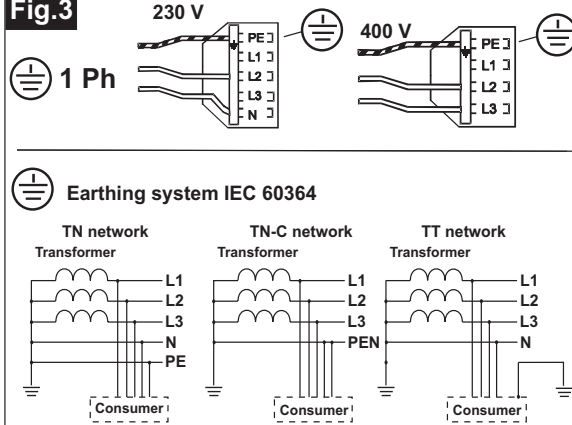 Fig.3
230 V
PE
L1
L2
L3
N
400 V
PE
L1
L2
L3
1 Ph
Earthing system IEC 60364
TN network
Transformer
L1
L2
L3
N
PE
Consumer
TN-C network
Transformer
L1
L2
L3
PEN
Consumer
TT network
Transformer
L1
L2
L3
N
Consumer